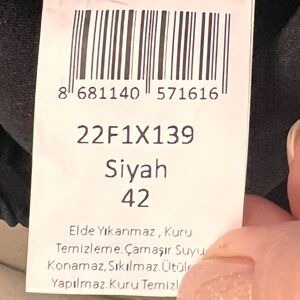 8 681140 571616
22F1X139
Siyah
42
Elde Yıkanmaz , Kuru
Temizleme.Çamaşır Suyu
Konamaz,Sıkılmaz.Ütüle
Yapılmaz.Kuru Temizl